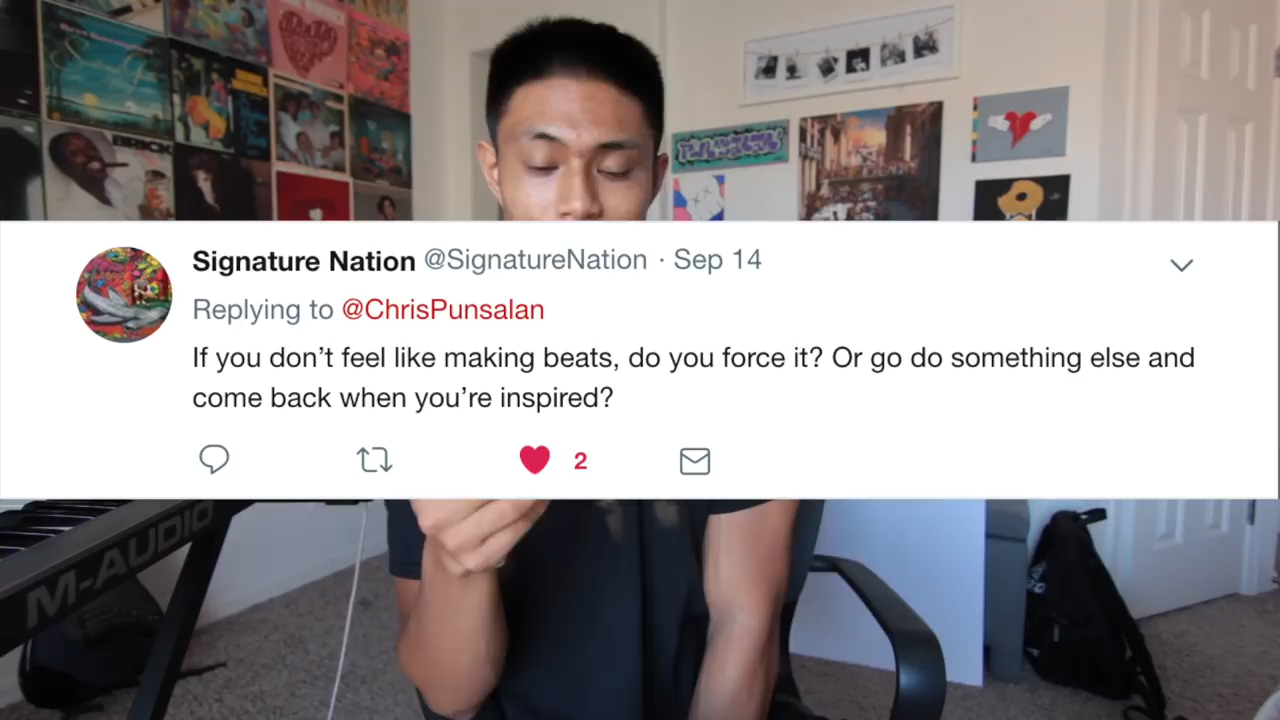 BRICK
Signature Nation @SignatureNation · Sep 14
Replying to @ChrisPunsalan
If you don’t feel like making beats, do you force it? Or go do something else and
come back when you’re inspired?
2
M-AUDIO